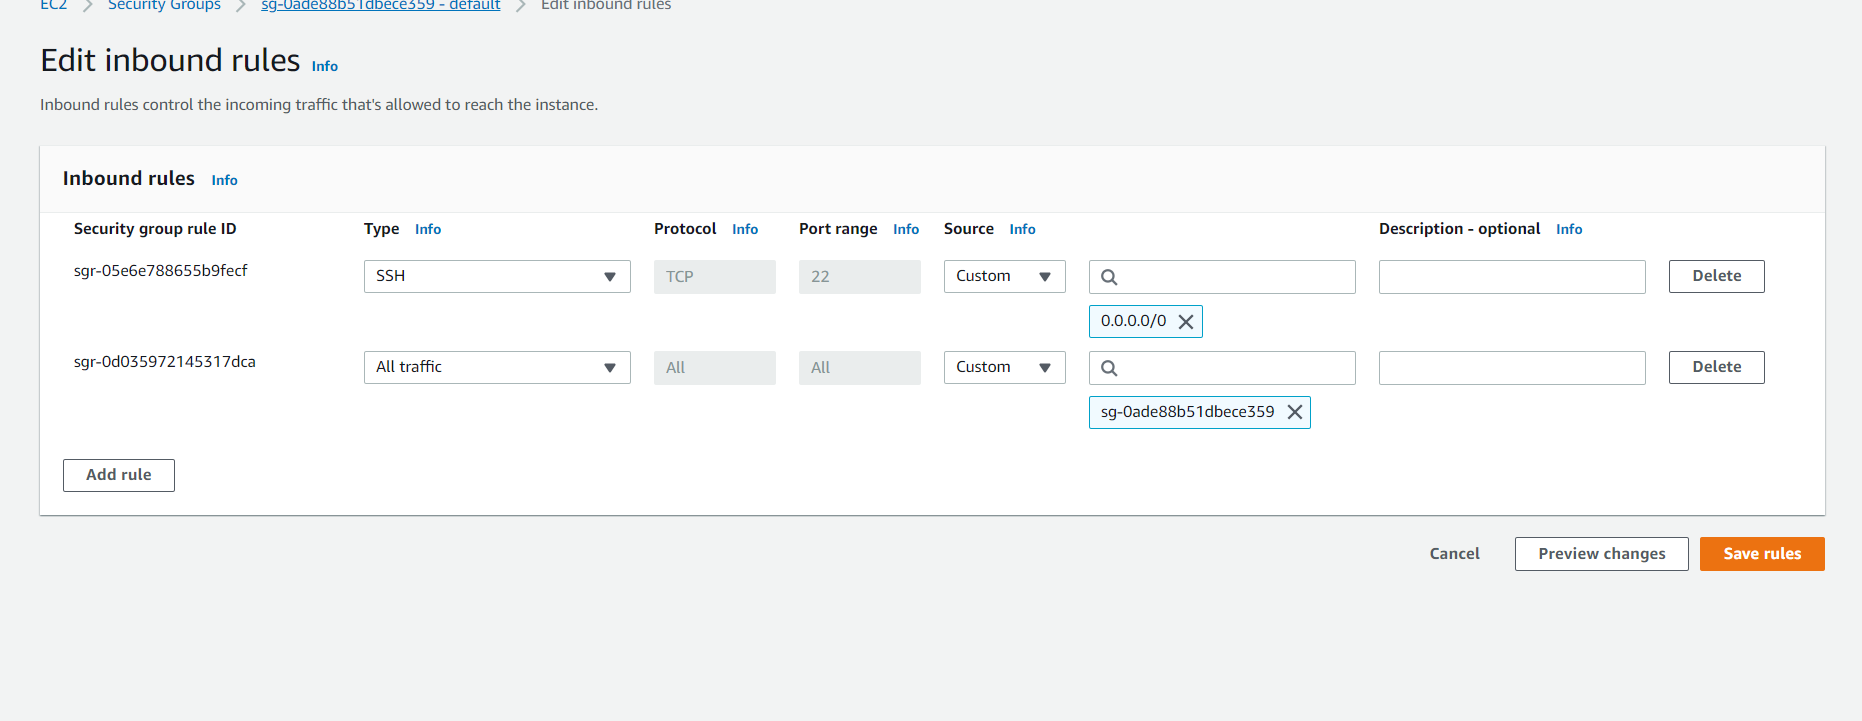 EC2 > Security Groups > sg-0ade88b51dbece359 - default > Edit inbound rules
Edit inbound rules Info
Inbound rules control the incoming traffic that's allowed to reach the instance.
Inbound rules Info
Security group rule ID Type Info Protocol Info Port range Info Source Info Description - optional Info
sgr-05e6e788655b9fecf SSH TCP 22 Custom Delete
0.0.0.0/0
sgr-0d035972145317dca All traffic All All Custom Delete
sg-0ade88b51dbece359
Add rule
Cancel Preview changes Save rules